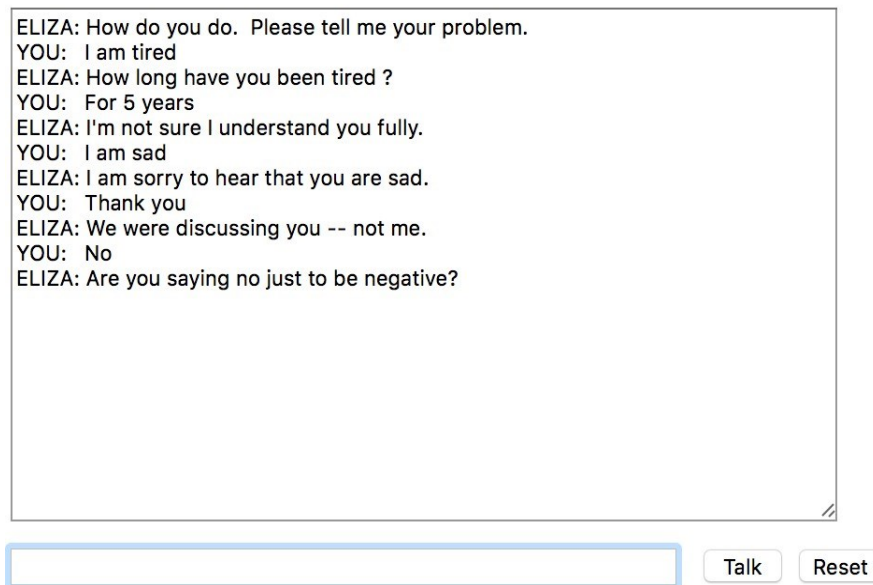 ELIZA: How do you do.  Please tell me your problem.
YOU:   I am tired
ELIZA: How long have you been tired ?
YOU:   For 5 years
ELIZA: I'm not sure I understand you fully.
YOU:   I am sad
ELIZA: I am sorry to hear that you are sad.
YOU:   Thank you
ELIZA: We were discussing you -- not me.
YOU:   No
ELIZA: Are you saying no just to be negative?
Talk Reset